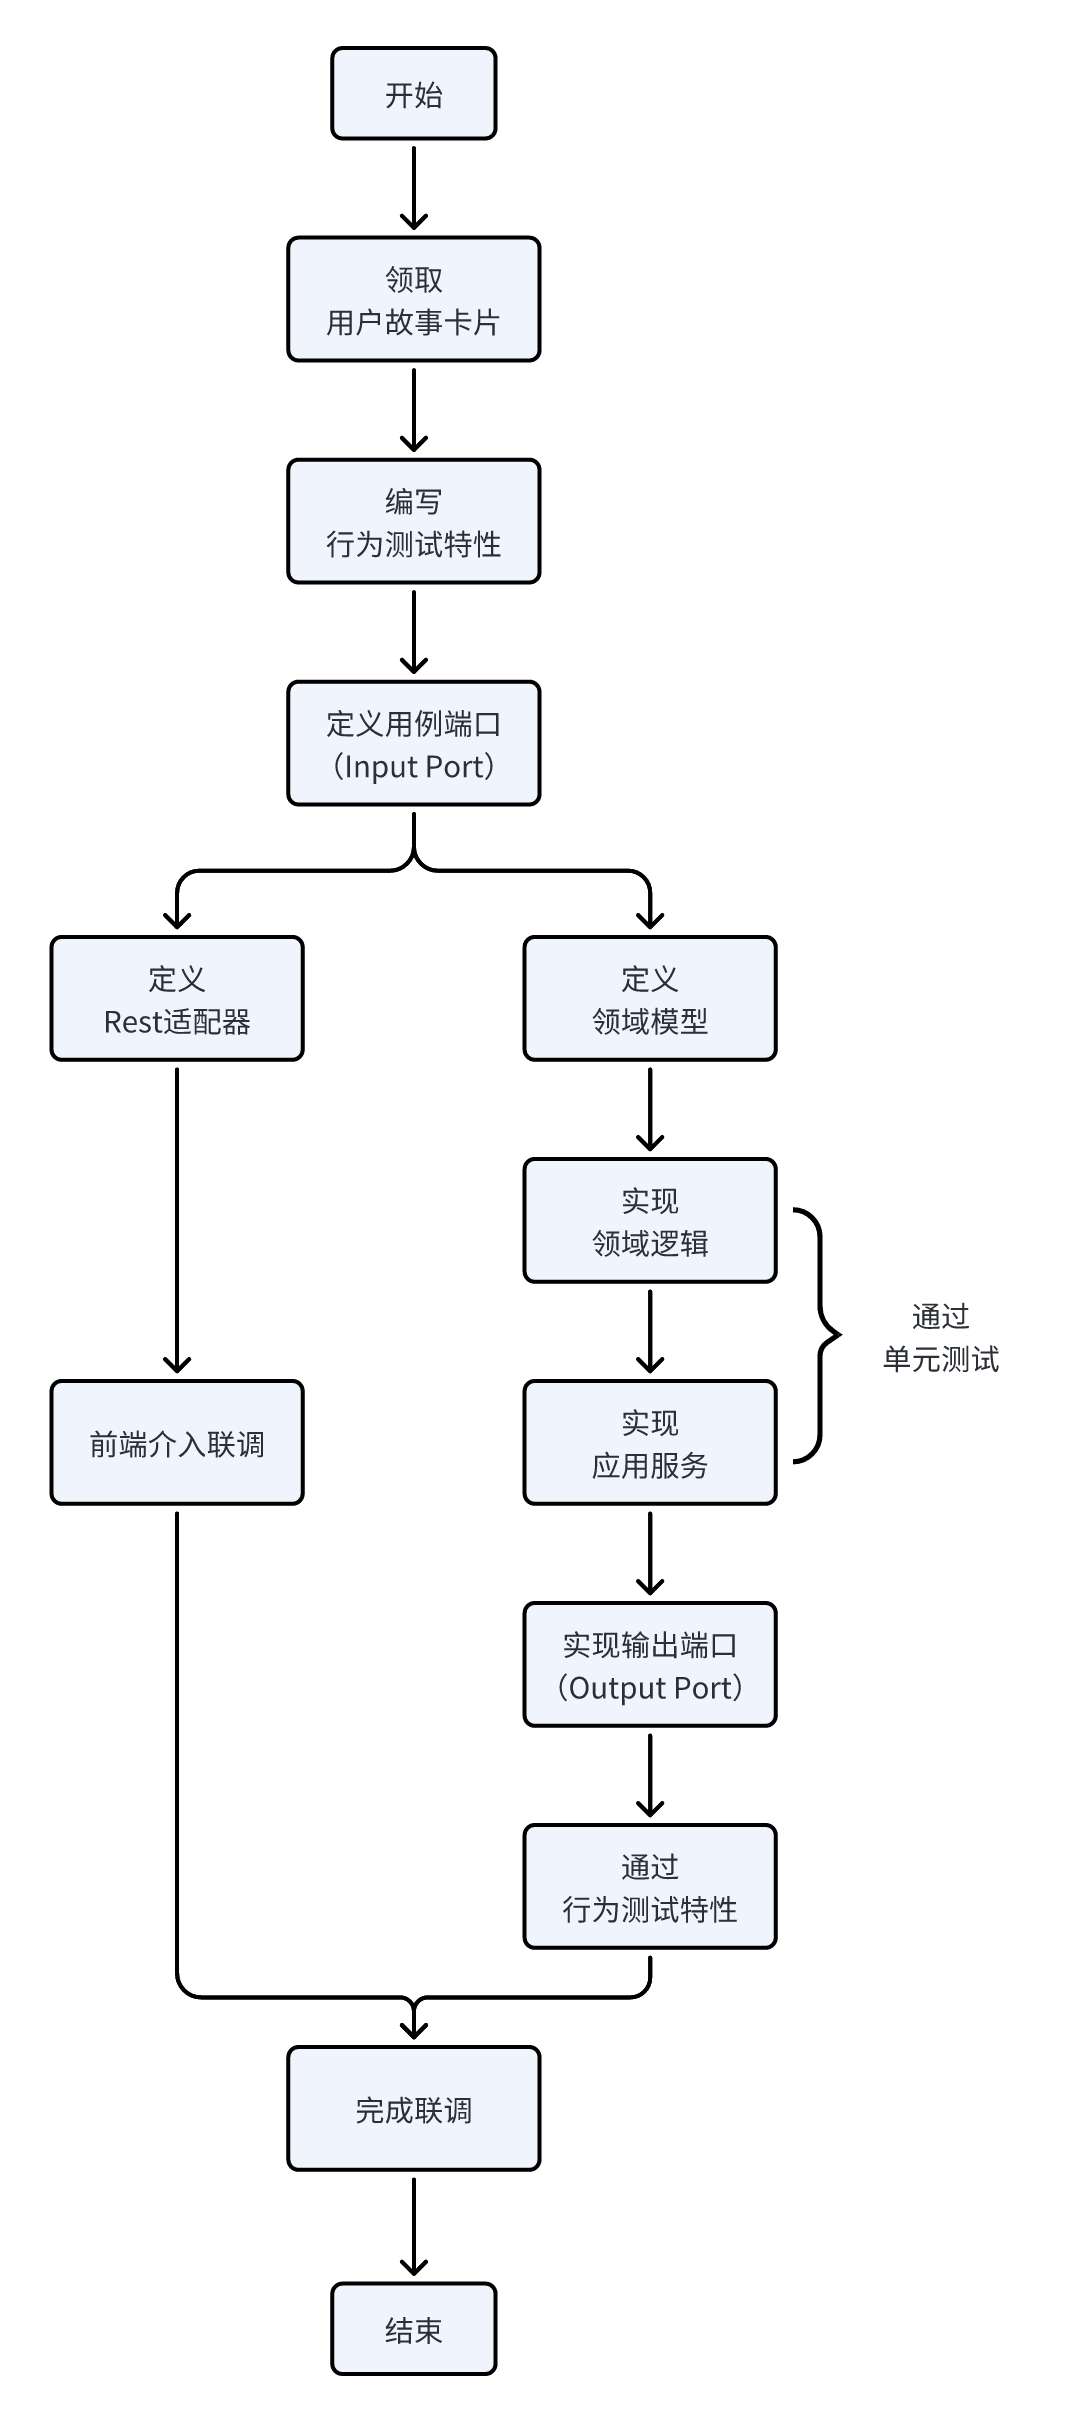 开始
领取
用户故事卡片
编写
行为测试特性
定义用例端口
（Input Port）
定义
Rest适配器
定义
领域模型
实现
领域逻辑
通过
单元测试
前端介入联调
实现
应用服务
实现输出端口
（Output Port）
通过
行为测试特性
完成联调
结束